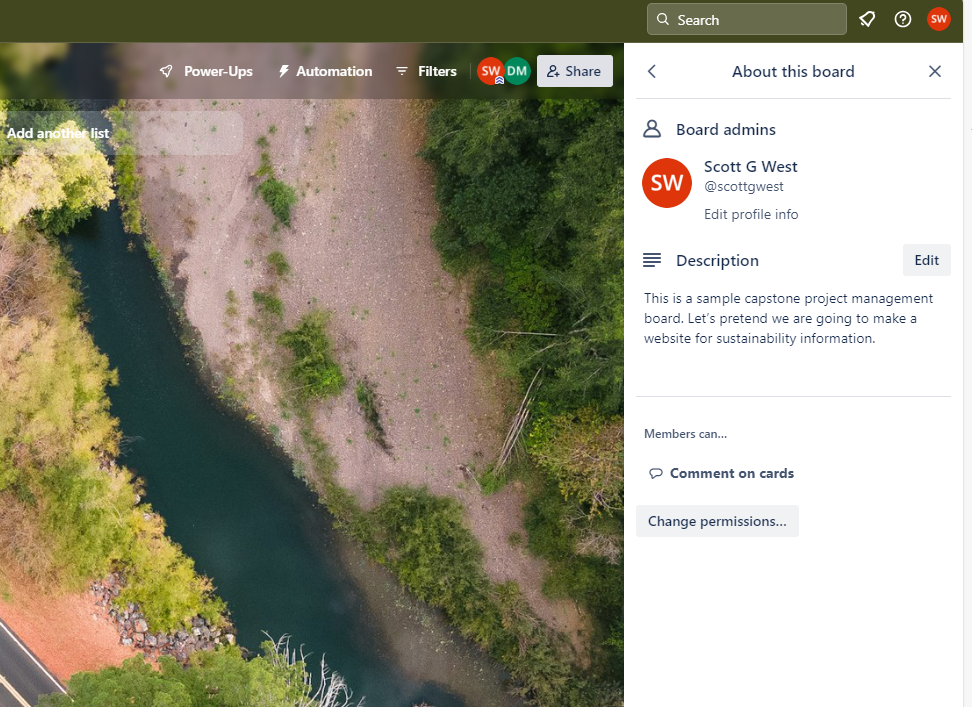 Search
SW
Power-Ups
Automation
Filters
SW
DM
Share
About this board
Add another list
Board admins
SW
Scott G West
@scottgwest
Edit profile info
Description
Edit
This is a sample capstone project management
board. Let’s pretend we are going to make a
website for sustainability information.
Members can…
Comment on cards
Change permissions…